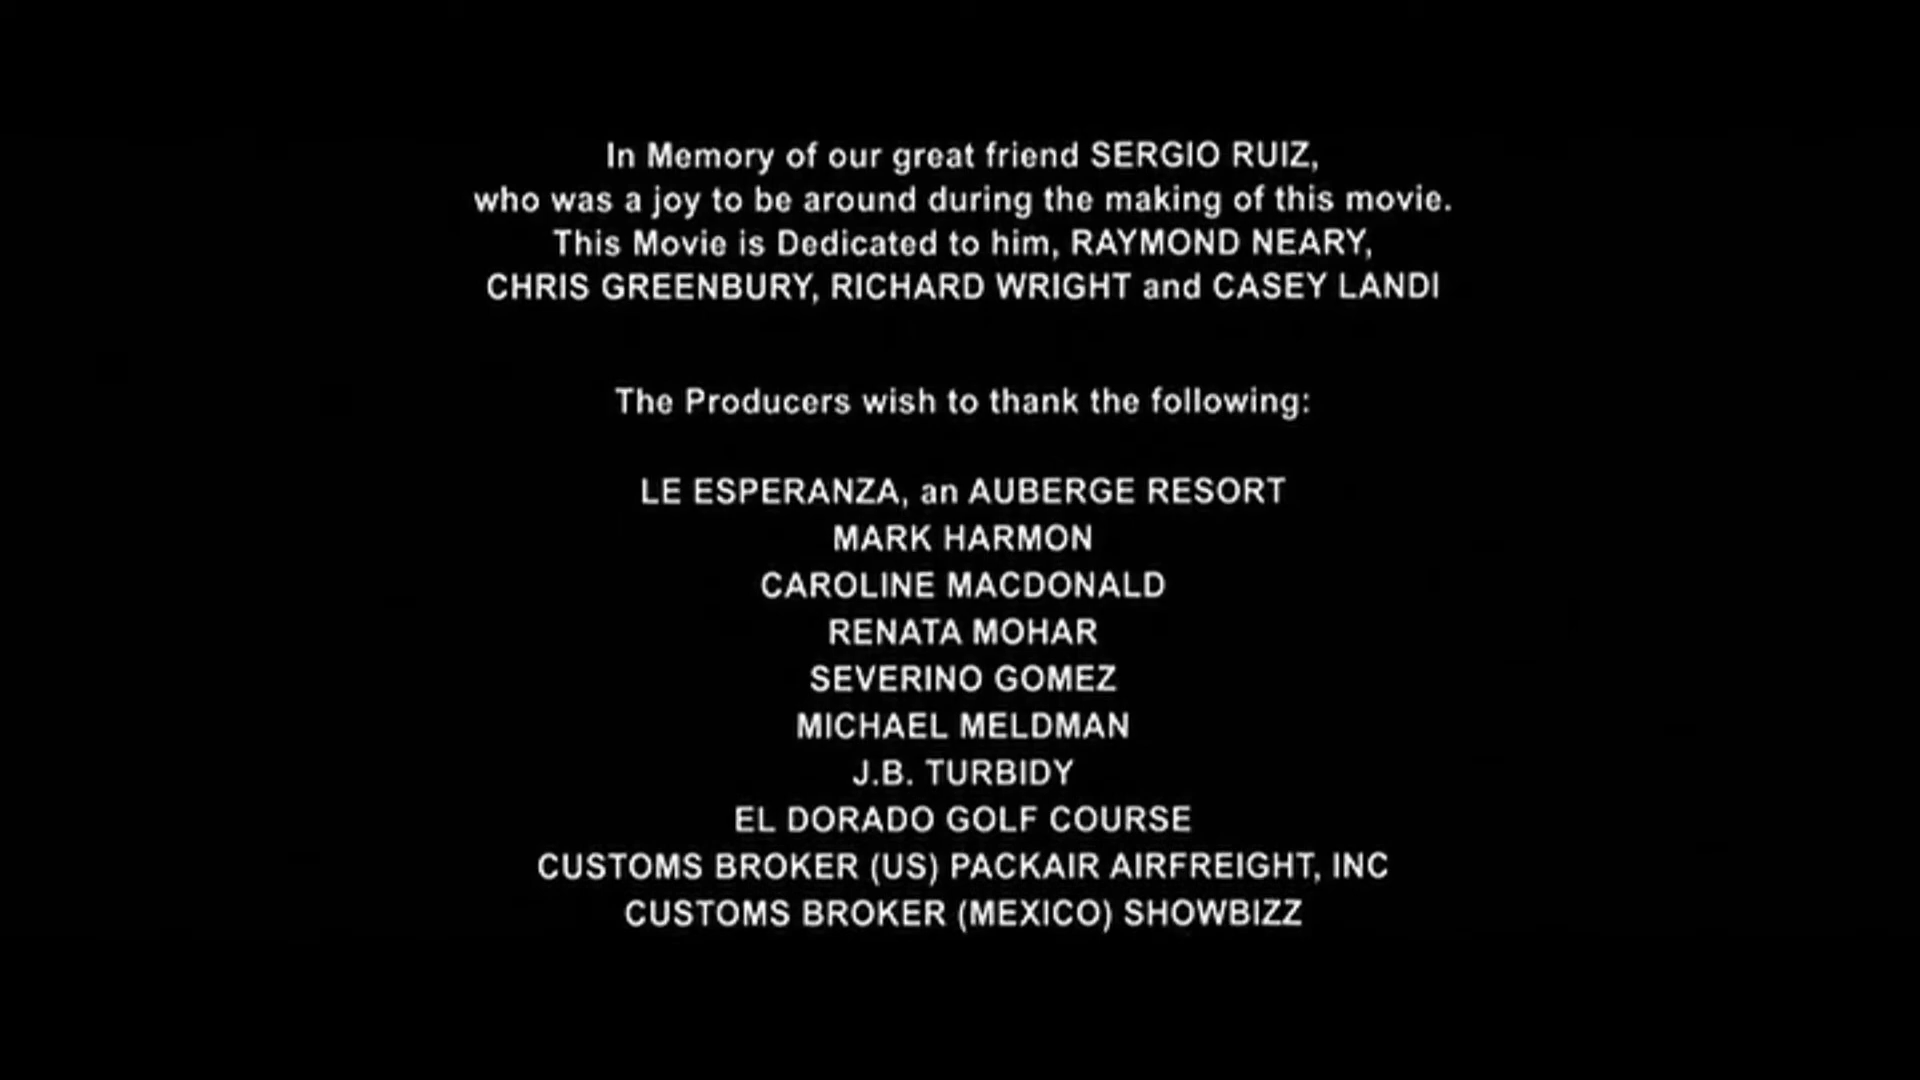 In Memory of our great friend SERGIO RUIZ,
who was a joy to be around during the making of this movie.
This Movie is Dedicated to him, RAYMOND NEARY,
CHRIS GREENBURY, RICHARD WRIGHT and CASEY LANDI
The Producers wish to thank the following:
LE ESPERANZA, an AUBERGE RESORT
MARK HARMON
CAROLINE MACDONALD
RENATA MOHAR
SEVERINO GOMEZ
MICHAEL MELDMAN
J.B. TURBIDY
EL DORADO GOLF COURSE
CUSTOMS BROKER (US) PACKAIR AIRFREIGHT, INC
CUSTOMS BROKER (MEXICO) SHOWBIZZ